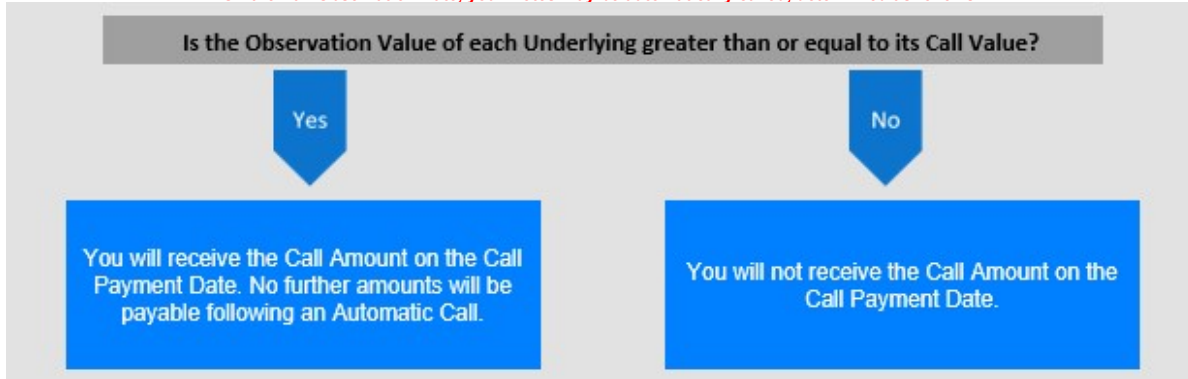 Is the Observation Value of each Underlying greater than or equal to its Call Value?
Yes
No
You will receive the Call Amount on the Call
Payment Date. No further amounts will be
payable following an Automatic Call.
You will not receive the Call Amount on the
Call Payment Date.